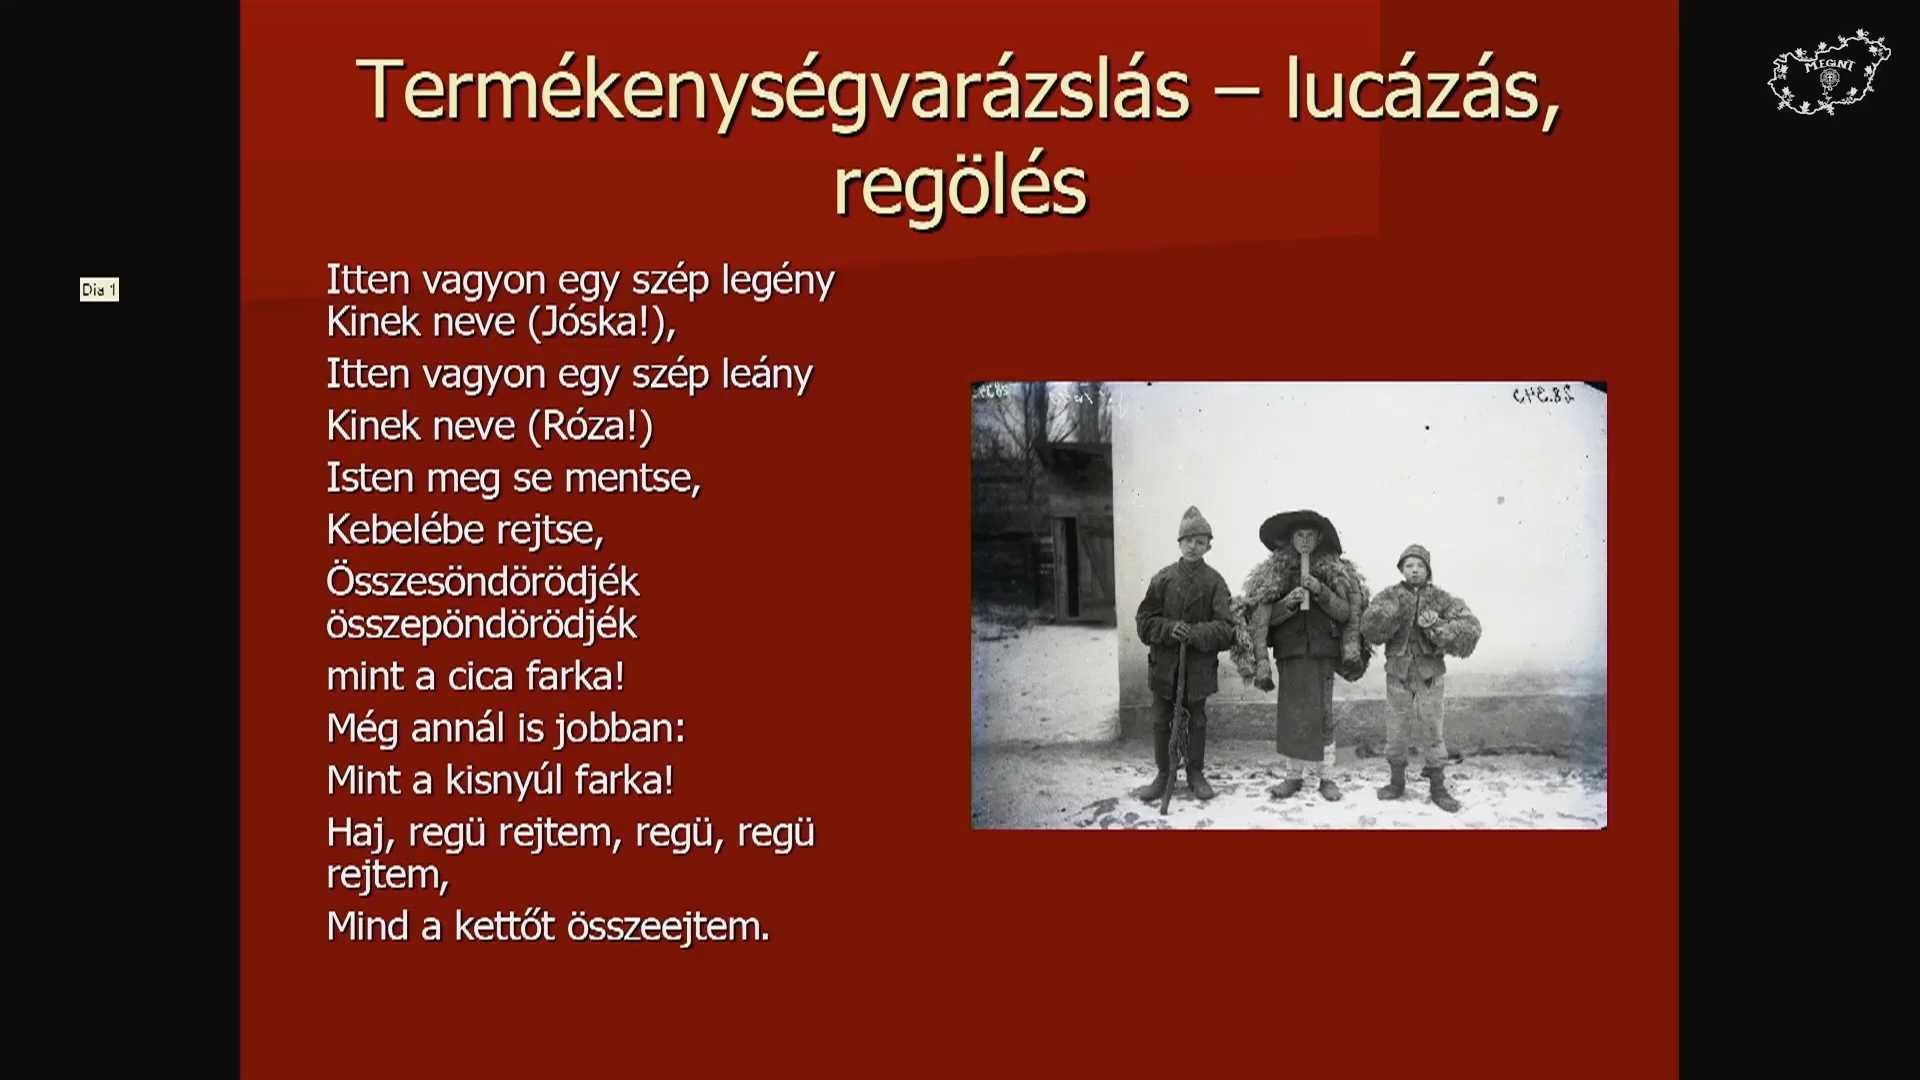 Termékenységvarázslás – lucázás,
regölés
Itten vagyon egy szép legény
Kinek neve (Jóska!),
Itten vagyon egy szép leány
Kinek neve (Róza!)
Isten meg se mentse,
Kebelébe rejtse,
Összesöndörödjék
összepöndörödjék
mint a cica farka!
Még annál is jobban:
Mint a kisnyúl farka!
Haj, regü rejtem, regü, regü
rejtem,
Mind a kettőt összeejtem.
Dia 1
MEGINT